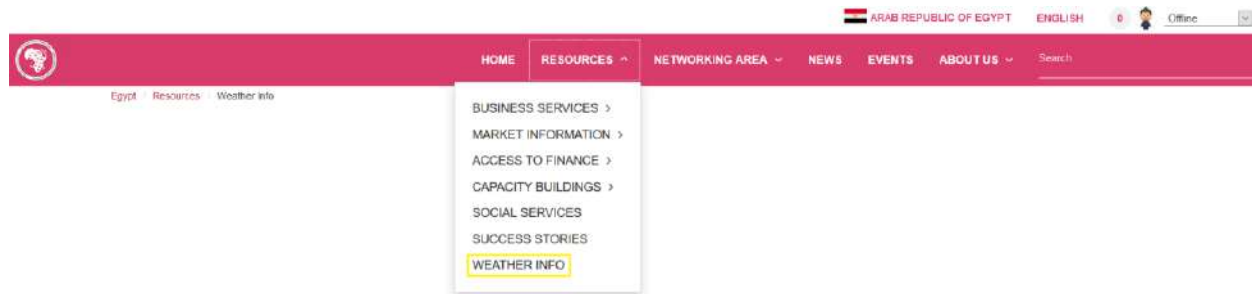 ARAB REPUBLIC OF EGYPT ENGLISH 0 Offline
HOME RESOURCES NETWORKING AREA NEWS EVENTS ABOUT US Search
Egypt / Resources / Weather info
BUSINESS SERVICES >
MARKET INFORMATION >
ACCESS TO FINANCE >
CAPACITY BUILDINGS >
SOCIAL SERVICES
SUCCESS STORIES
WEATHER INFO